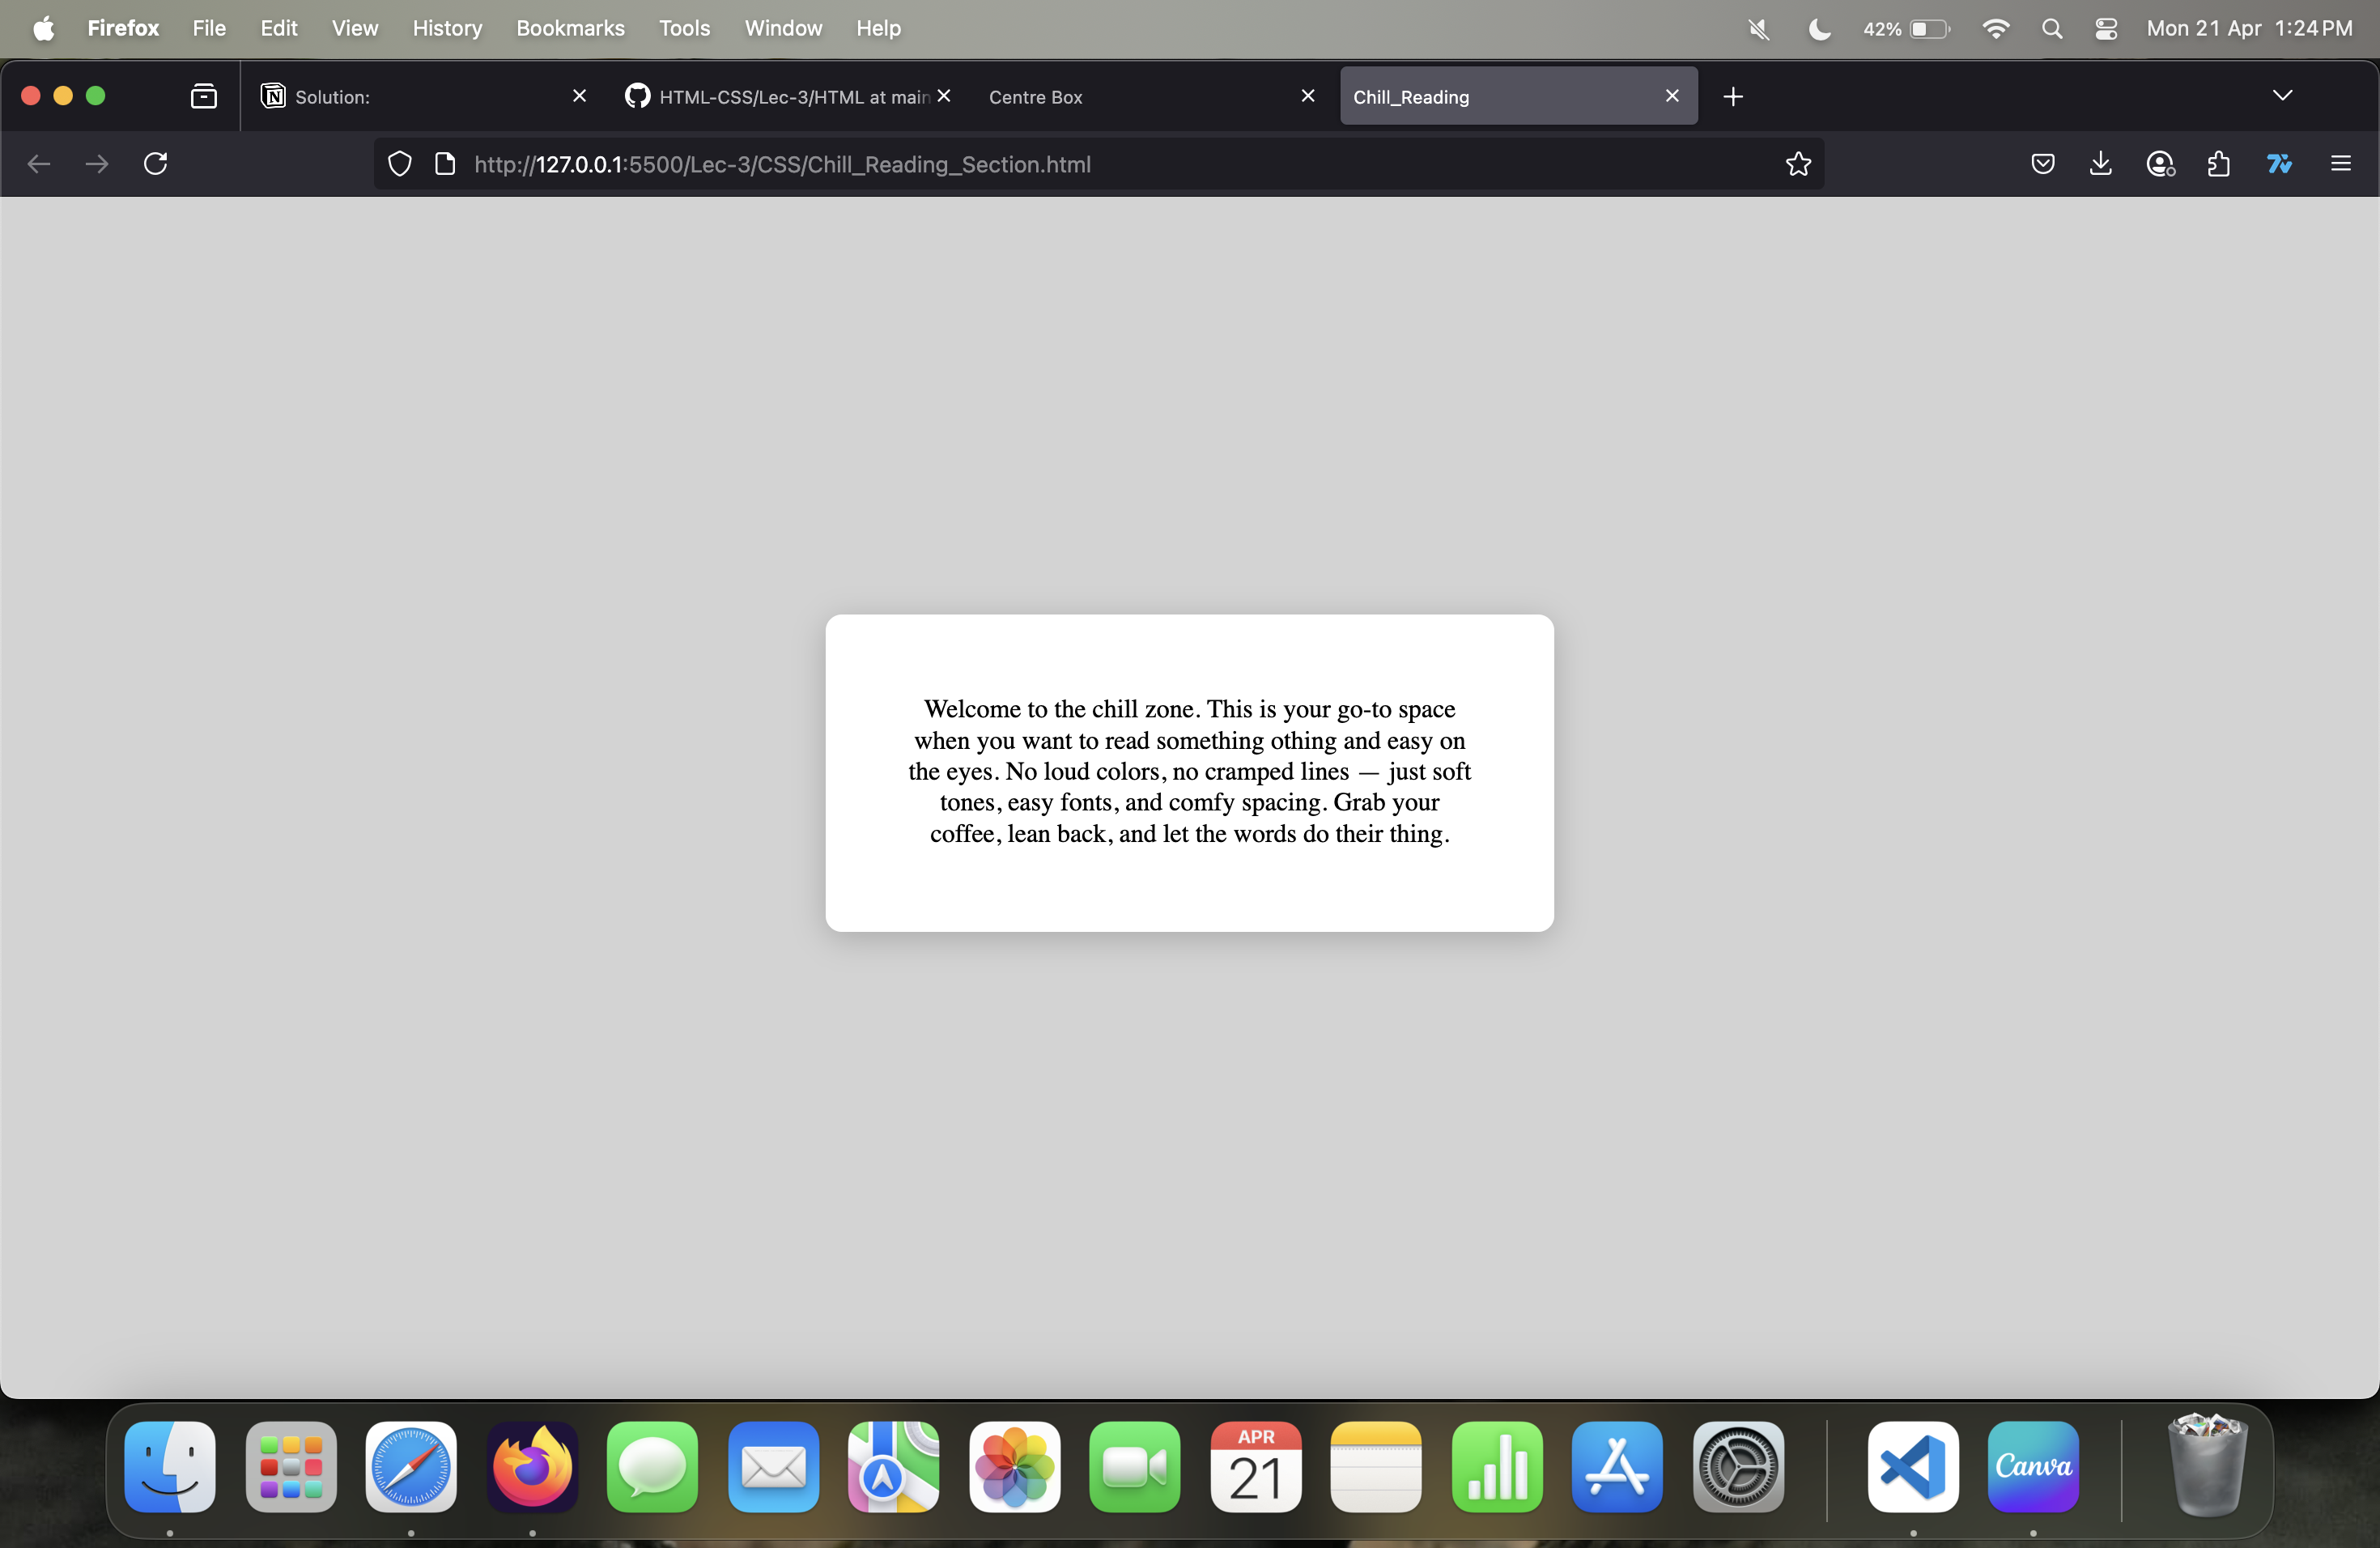 Firefox File Edit View History Bookmarks Tools Window Help 42% Mon 21 Apr 1:24 PM
Solution: HTML-CSS/Lec-3/HTML at main Centre Box Chill_Reading
http://127.0.0.1:5500/Lec-3/CSS/Chill_Reading_Section.html
Welcome to the chill zone. This is your go-to space
when you want to read something othing and easy on
the eyes. No loud colors, no cramped lines — just soft
tones, easy fonts, and comfy spacing. Grab your
coffee, lean back, and let the words do their thing.
APR
21
Canva